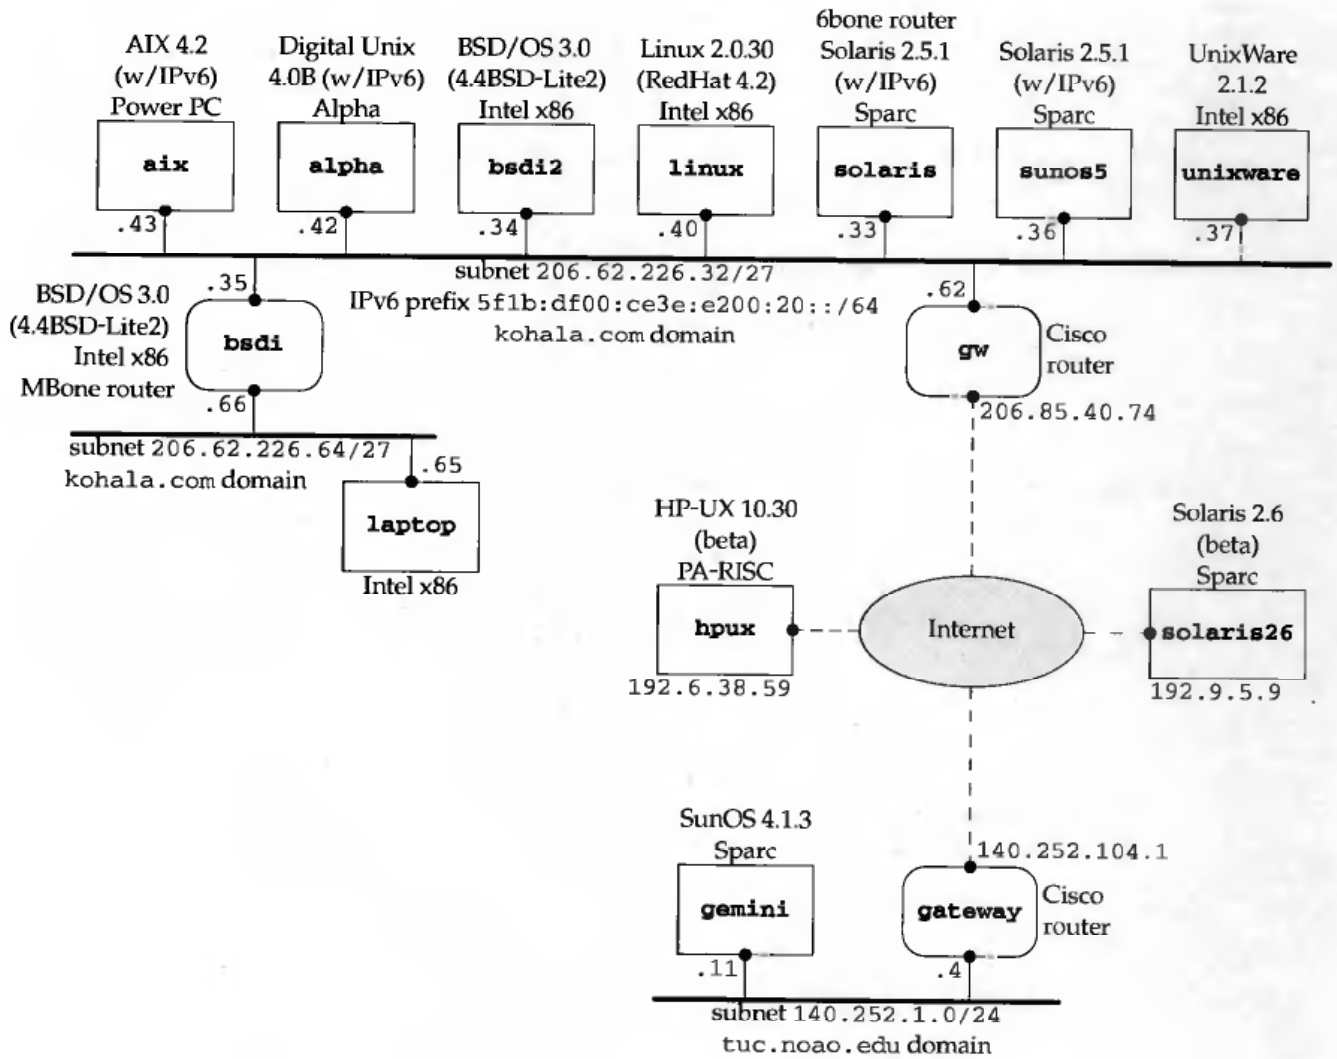 AIX 4.2
(w/IPv6)
Power PC
aix
.43
Digital Unix
4.0B (w/IPv6)
Alpha
alpha
.42
BSD/OS 3.0
(4.4BSD-Lite2)
Intel x86
bsdi2
.34
Linux 2.0.30
(RedHat 4.2)
Intel x86
linux
.40
6bone router
Solaris 2.5.1
(w/IPv6)
Sparc
solaris
.33
Solaris 2.5.1
(w/IPv6)
Sparc
sunos5
.36
UnixWare
2.1.2
Intel x86
unixware
.37
subnet 206.62.226.32/27
IPv6 prefix 5f1b:df00:ce3e:e200:20::/64
kohala.com domain
.35
BSD/OS 3.0
(4.4BSD-Lite2)
Intel x86
MBone router
bsdi
.66
.62
gw
Cisco
router
206.85.40.74
subnet 206.62.226.64/27
kohala.com domain
.65
laptop
Intel x86
HP-UX 10.30
(beta)
PA-RISC
hpux
192.6.38.59
Internet
Solaris 2.6
(beta)
Sparc
solaris26
192.9.5.9
SunOS 4.1.3
Sparc
gemini
.11
140.252.104.1
gateway
Cisco
router
.4
subnet 140.252.1.0/24
tuc.noao.edu domain